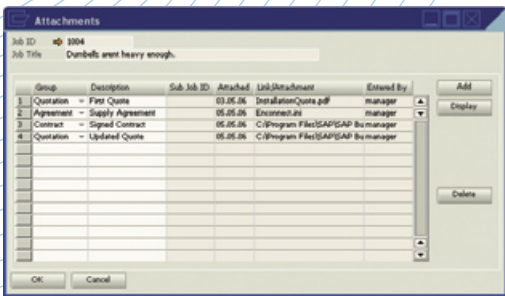 Attachments
Job ID 1004
Job Title Dumbells arent heavy enough.
Group Description Sub Job ID Attached Link/Attachment Entered By
1 Quotation First Quote 03.05.06 InstallationQuote.pdf manager
2 Agreement Supply Agreement 05.05.06 Enconnect.ini manager
3 Contract Signed Contract 05.05.06 C:\Program Files\SAP\SAP Bu manager
4 Quotation Updated Quote 05.05.06 C:\Program Files\SAP\SAP Bu manager
Add
Display
Delete
OK Cancel